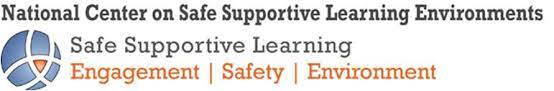 National Center on Safe Supportive Learning Environments
Safe Supportive Learning
Engagement | Safety | Environment